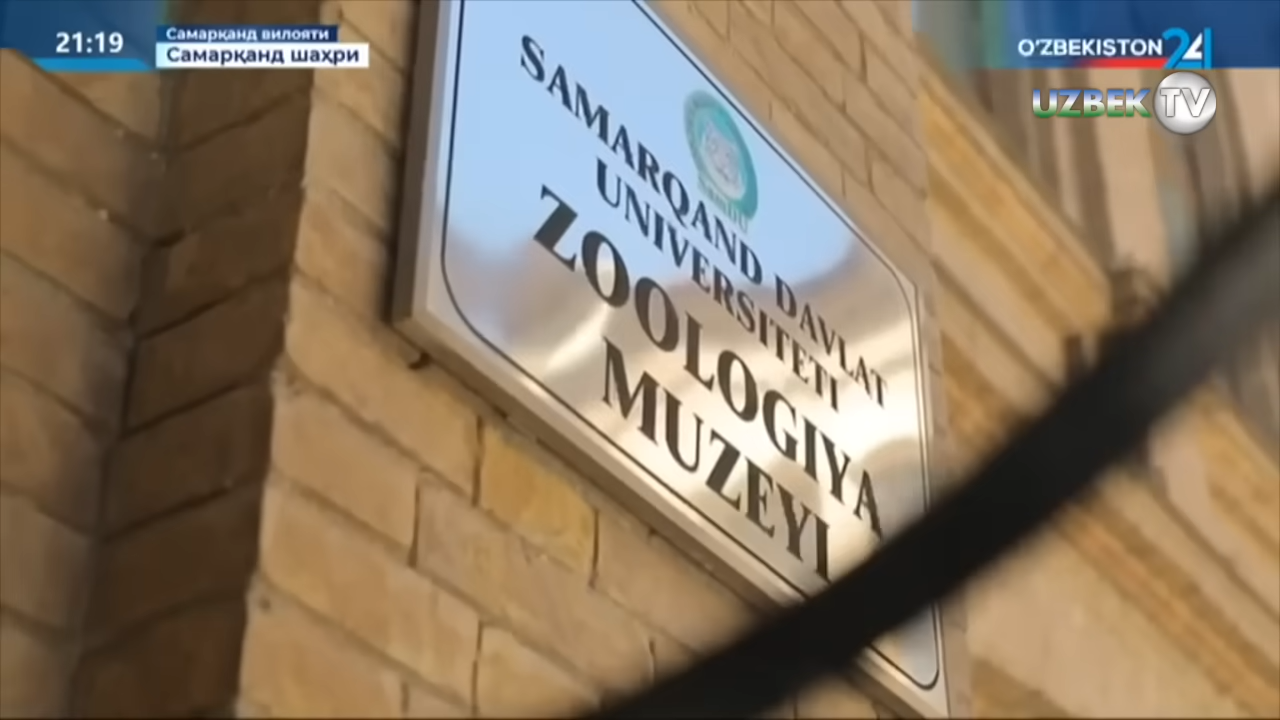 21:19
Самарқанд вилояти
Самарқанд шаҳри
O'ZBEKISTON 24
UZBEK TV
SAMARQAND DAVLAT
UNIVERSITETI
ZOOLOGIYA
MUZEYI